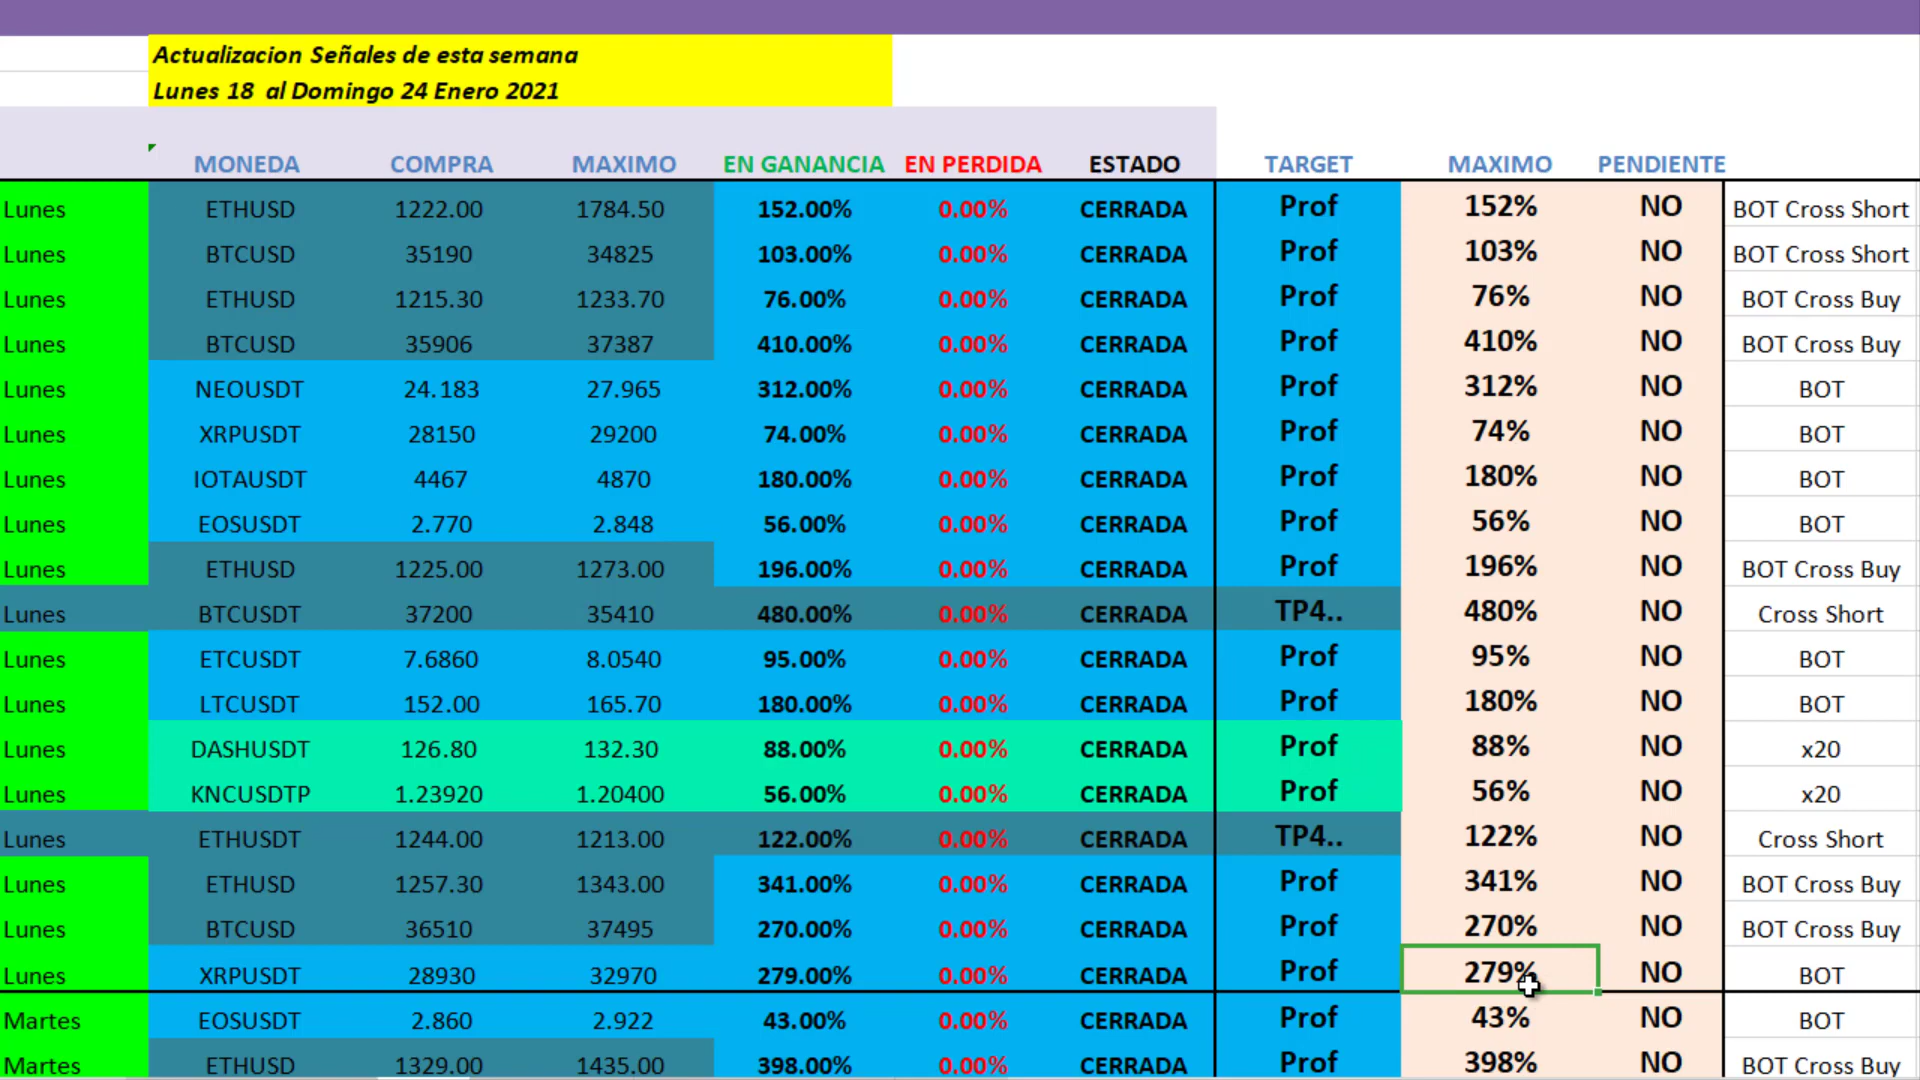 Actualizacion Señales de esta semana
Lunes 18 al Domingo 24 Enero 2021
MONEDA COMPRA MAXIMO EN GANANCIA EN PERDIDA ESTADO TARGET MAXIMO PENDIENTE
Lunes ETHUSD 1222.00 1784.50 152.00% 0.00% CERRADA Prof 152% NO BOT Cross Short
Lunes BTCUSD 35190 34825 103.00% 0.00% CERRADA Prof 103% NO BOT Cross Short
Lunes ETHUSD 1215.30 1233.70 76.00% 0.00% CERRADA Prof 76% NO BOT Cross Buy
Lunes BTCUSD 35906 37387 410.00% 0.00% CERRADA Prof 410% NO BOT Cross Buy
Lunes NEOUSDT 24.183 27.965 312.00% 0.00% CERRADA Prof 312% NO BOT
Lunes XRPUSDT 28150 29200 74.00% 0.00% CERRADA Prof 74% NO BOT
Lunes IOTAUSDT 4467 4870 180.00% 0.00% CERRADA Prof 180% NO BOT
Lunes EOSUSDT 2.770 2.848 56.00% 0.00% CERRADA Prof 56% NO BOT
Lunes ETHUSD 1225.00 1273.00 196.00% 0.00% CERRADA Prof 196% NO BOT Cross Buy
Lunes BTCUSDT 37200 35410 480.00% 0.00% CERRADA TP4.. 480% NO Cross Short
Lunes ETCUSDT 7.6860 8.0540 95.00% 0.00% CERRADA Prof 95% NO BOT
Lunes LTCUSDT 152.00 165.70 180.00% 0.00% CERRADA Prof 180% NO BOT
Lunes DASHUSDT 126.80 132.30 88.00% 0.00% CERRADA Prof 88% NO x20
Lunes KNCUSDTP 1.23920 1.20400 56.00% 0.00% CERRADA Prof 56% NO x20
Lunes ETHUSDT 1244.00 1213.00 122.00% 0.00% CERRADA TP4.. 122% NO Cross Short
Lunes ETHUSD 1257.30 1343.00 341.00% 0.00% CERRADA Prof 341% NO BOT Cross Buy
Lunes BTCUSD 36510 37495 270.00% 0.00% CERRADA Prof 270% NO BOT Cross Buy
Lunes XRPUSDT 28930 32970 279.00% 0.00% CERRADA Prof 279% NO BOT
Martes EOSUSDT 2.860 2.922 43.00% 0.00% CERRADA Prof 43% NO BOT
Martes ETHUSD 1329.00 1435.00 398.00% 0.00% CERRADA Prof 398% NO BOT Cross Buy